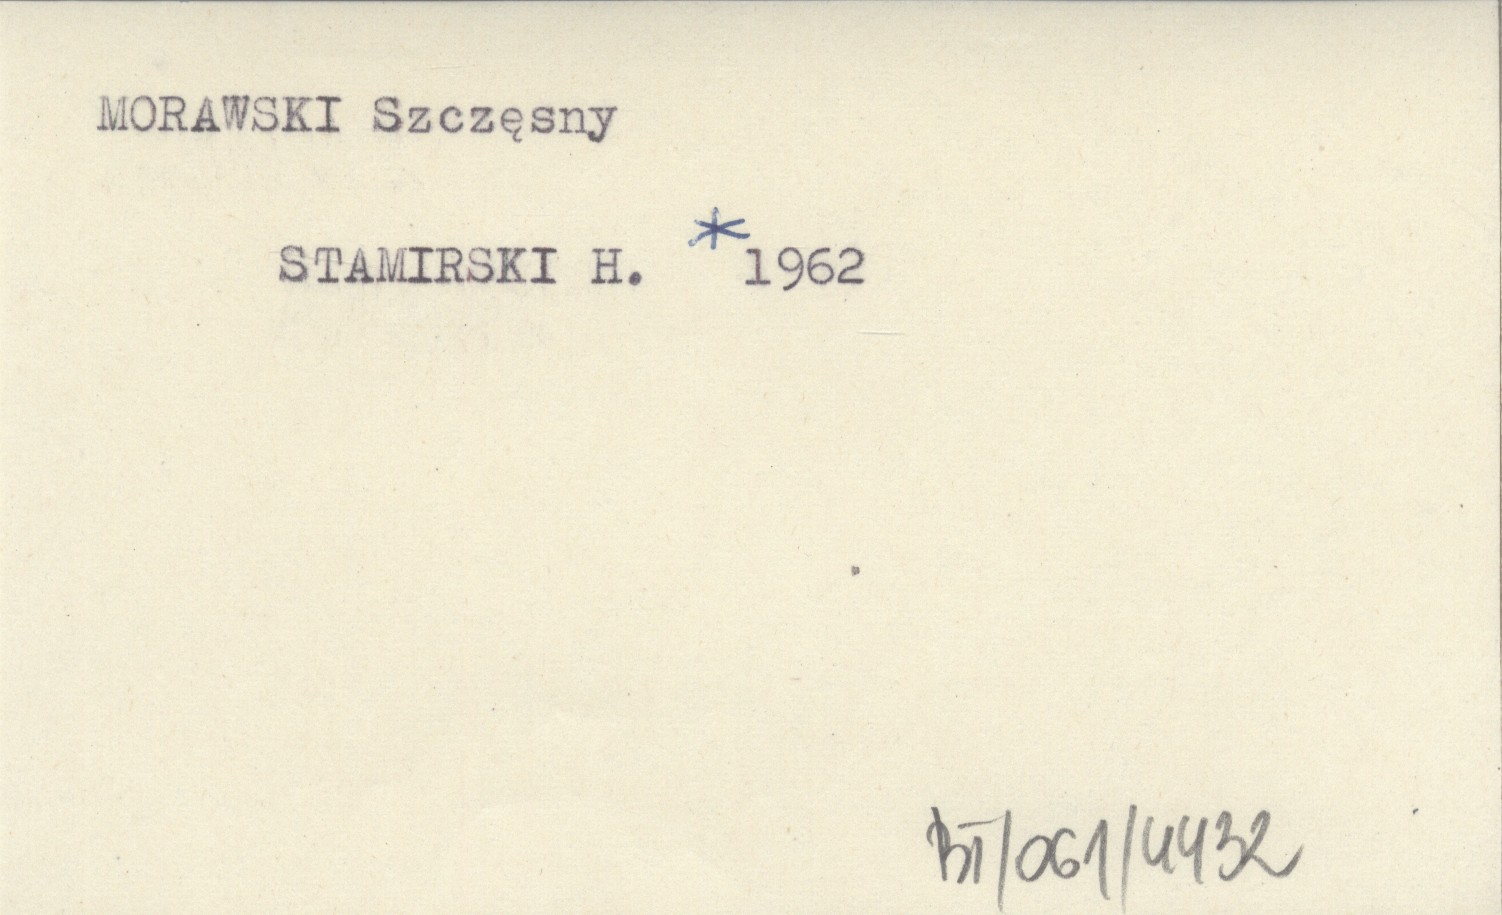 MORAWSKI Szczęsny
STAMIRSKI H. * 1962
BI/061/4432